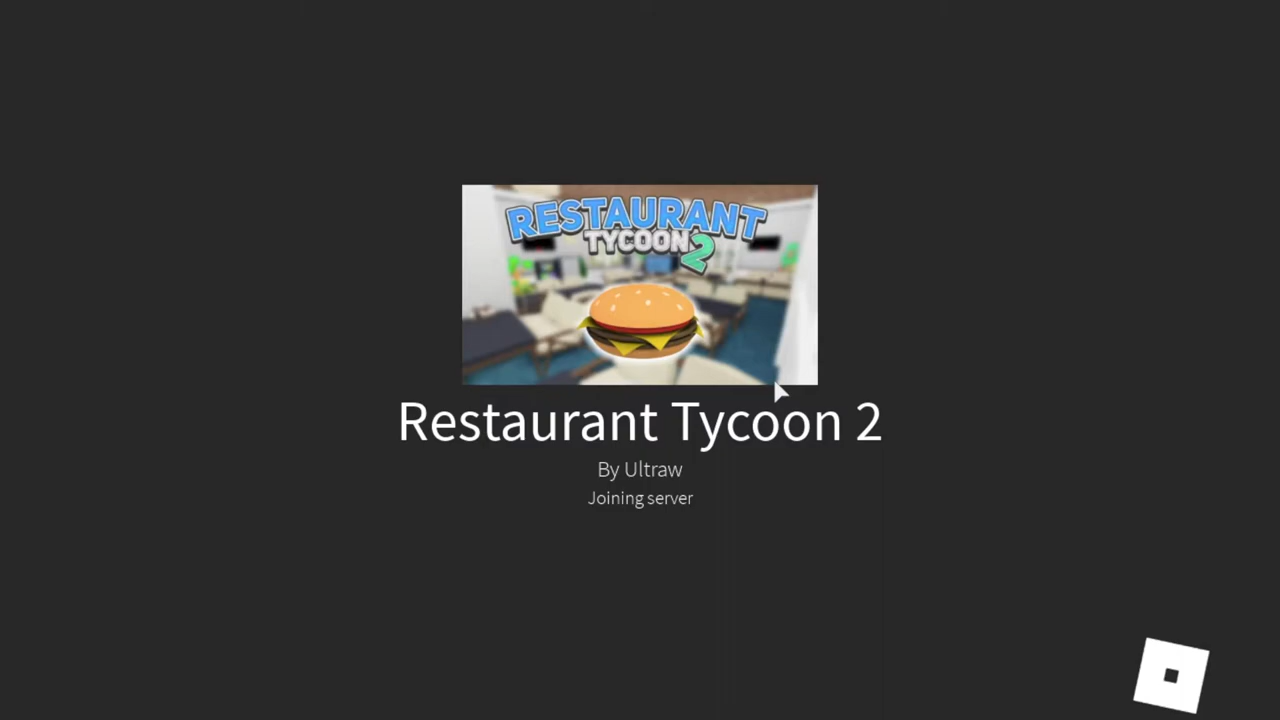 RESTAURANT
TYCOON 2
Restaurant Tycoon 2
By Ultraw
Joining server